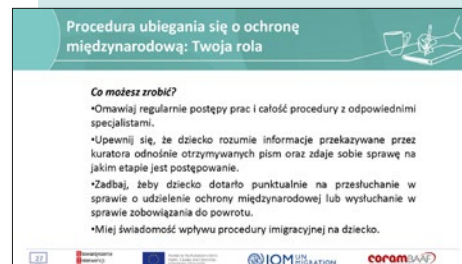 Procedura ubiegania się o ochronę
międzynarodową: Twoja rola
Co możesz zrobić?
•Omawiaj regularnie postępy prac i całość procedury z odpowiednimi
specjalistami.
•Upewnij się, że dziecko rozumie informacje przekazywane przez
kuratora odnośnie otrzymywanych pism oraz zdaje sobie sprawę na
jakim etapie jest postępowanie.
•Zadbaj, żeby dziecko dotarło punktualnie na przesłuchanie w
sprawie o udzielenie ochrony międzynarodowej lub wysłuchanie w
sprawie zobowiązania do powrotu.
•Miej świadomość wpływu procedury imigracyjnej na dziecko.
27
IOM UN MIGRATION
coramBAAF